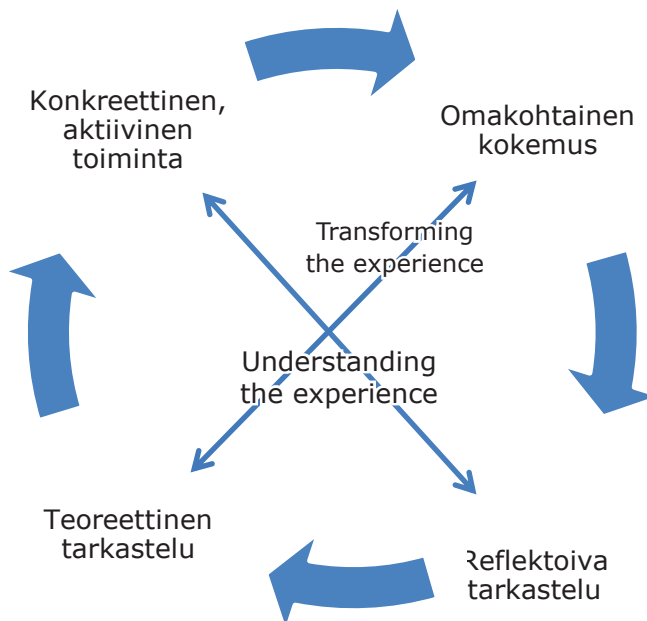 Konkreettinen,
aktiivinen
toiminta
Omakohtainen
kokemus
Transforming
the experience
Understanding
the experience
Teoreettinen
tarkastelu
Reflektoiva
tarkastelu